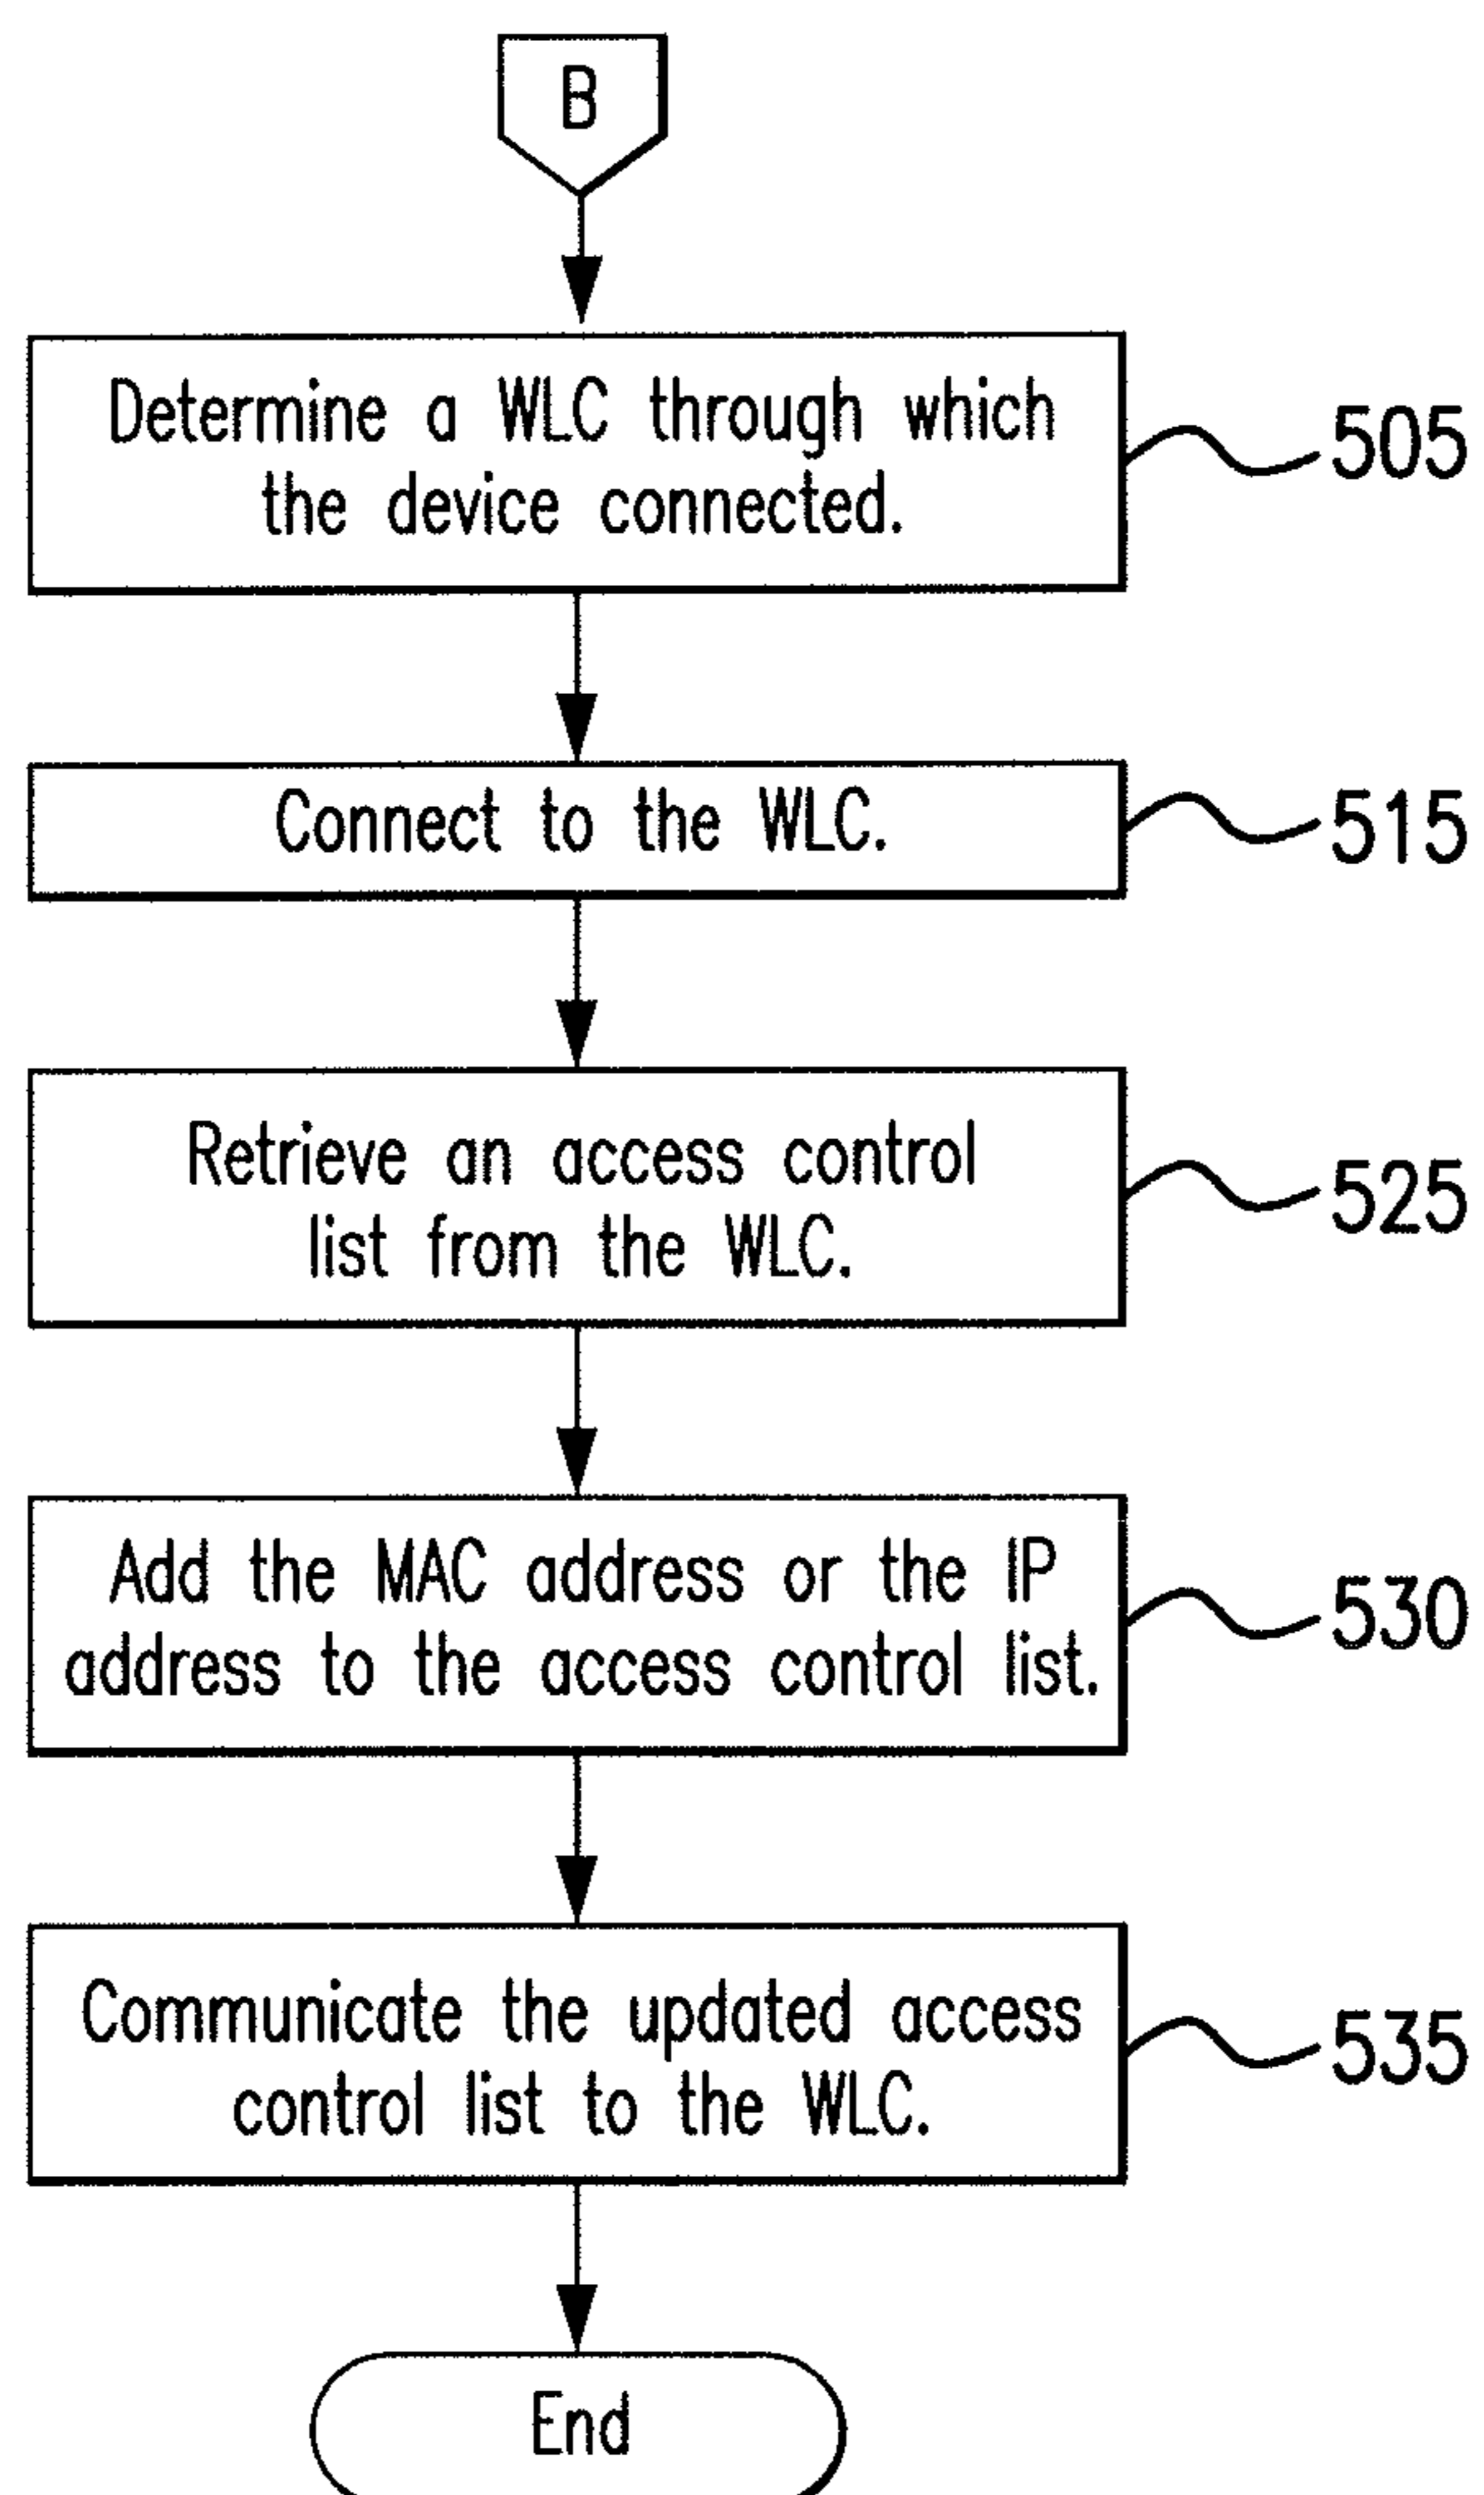 B
Determine a WLC through which
the device connected.
505
Connect to the WLC.
515
Retrieve an access control
list from the WLC.
525
Add the MAC address or the IP
address to the access control list.
530
Communicate the updated access
control list to the WLC.
535
End